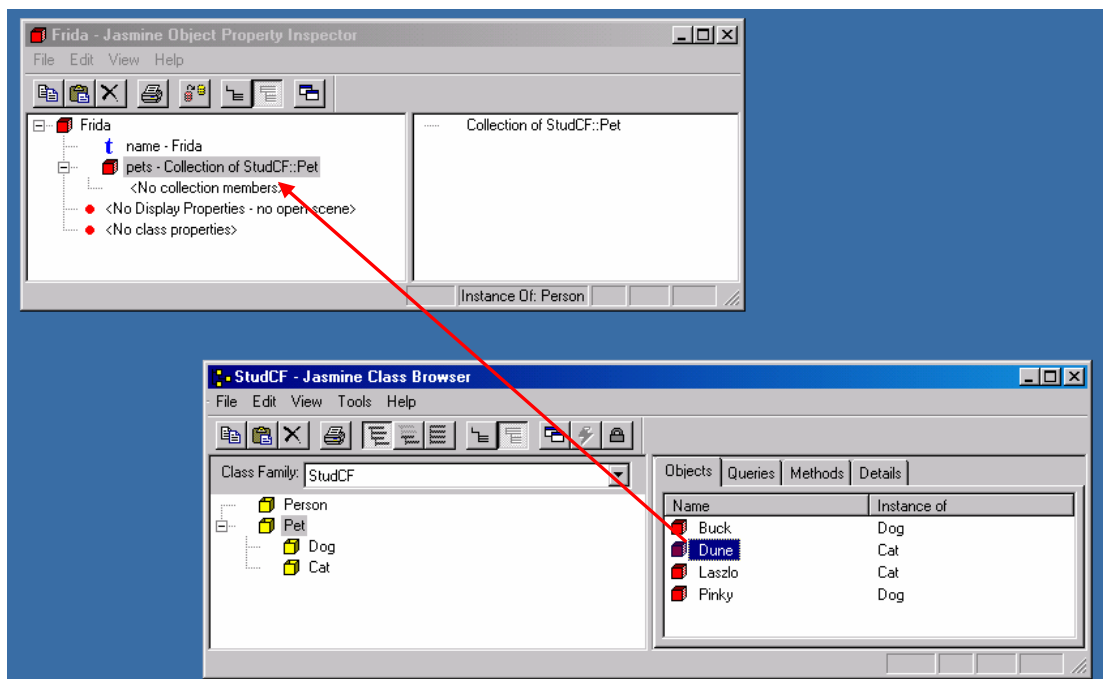 Frida - Jasmine Object Property Inspector
File Edit View Help
Frida
name - Frida
pets - Collection of StudCF::Pet
<No collection members>
<No Display Properties - no open scene>
<No class properties>
Collection of StudCF::Pet
Instance Of: Person
StudCF - Jasmine Class Browser
File Edit View Tools Help
Class Family: StudCF
Person
Pet
Dog
Cat
Objects Queries Methods Details
Name Instance of
Buck Dog
Dune Cat
Laszlo Cat
Pinky Dog